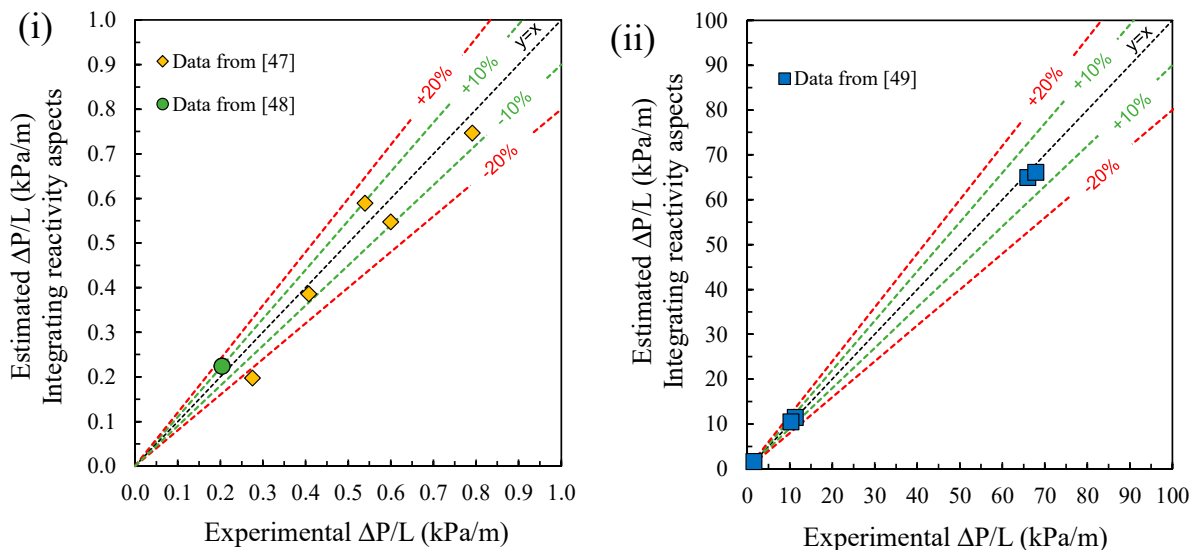 (i)
Estimated ΔP/L (kPa/m)
Integrating reactivity aspects
1.0
0.9
0.8
0.7
0.6
0.5
0.4
0.3
0.2
0.1
0.0
Data from [47]
Data from [48]
+20%
+10%
y=x
-10%
-20%
0.0 0.1 0.2 0.3 0.4 0.5 0.6 0.7 0.8 0.9 1.0
Experimental ΔP/L (kPa/m)
(ii)
Estimated ΔP/L (kPa/m)
Integrating reactivity aspects
100
90
80
70
60
50
40
30
20
10
0
Data from [49]
+20%
+10%
y=x
+10%
-20%
0 10 20 30 40 50 60 70 80 90 100
Experimental ΔP/L (kPa/m)